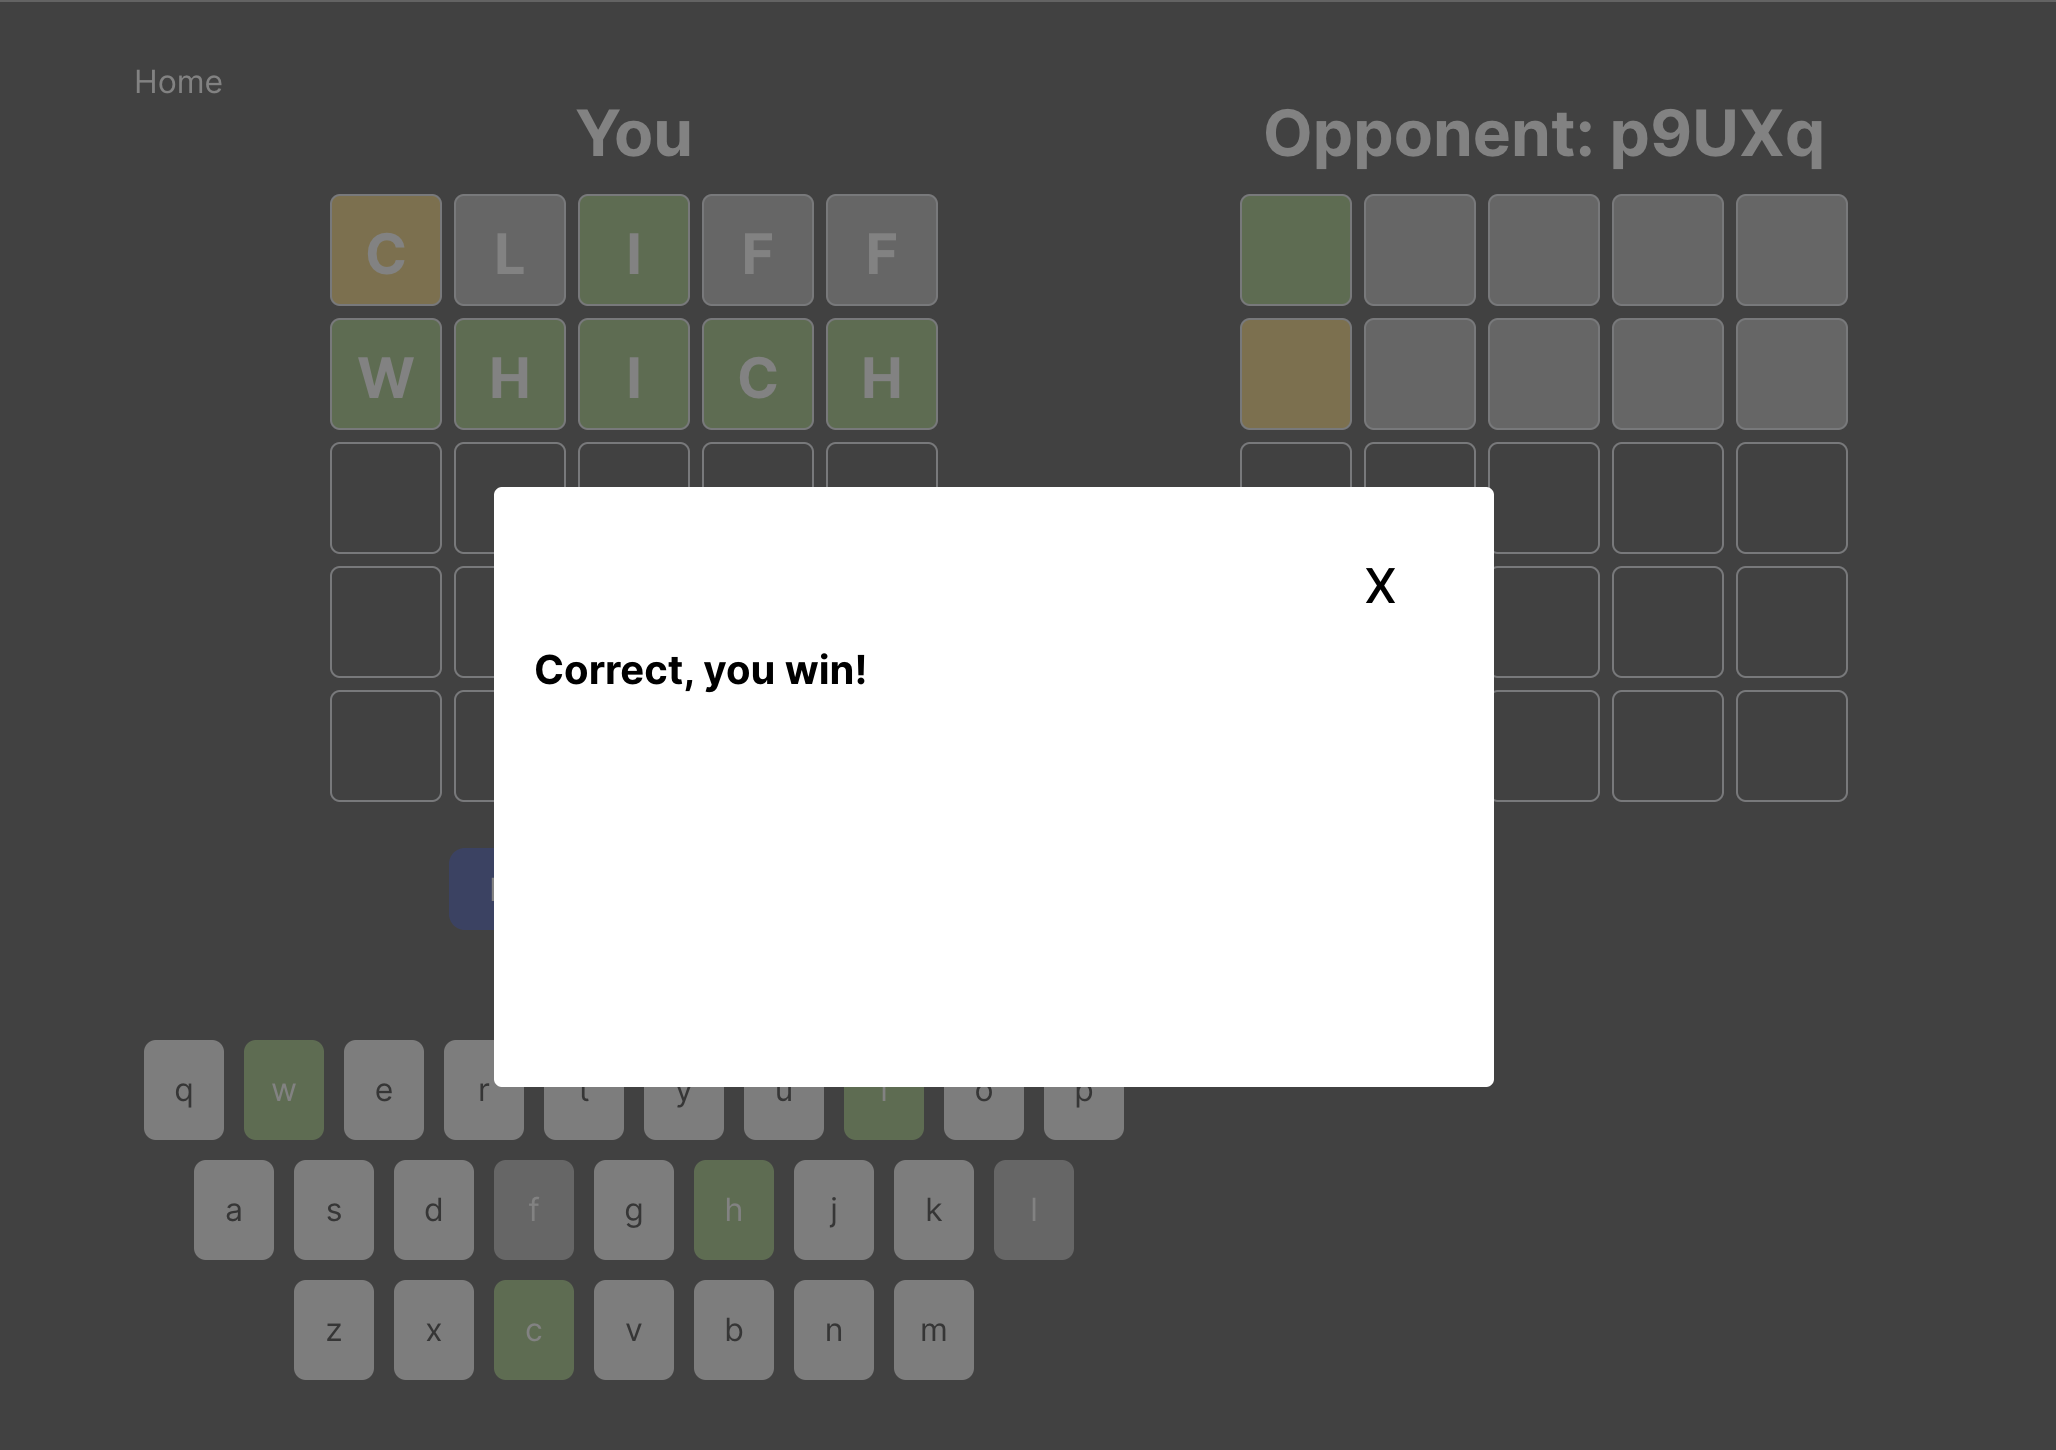 Home
You
Opponent: p9UXq
C L I F F
W H I C H
X
Correct, you win!
q w e r t y u i o p
a s d f g h j k l
z x c v b n m